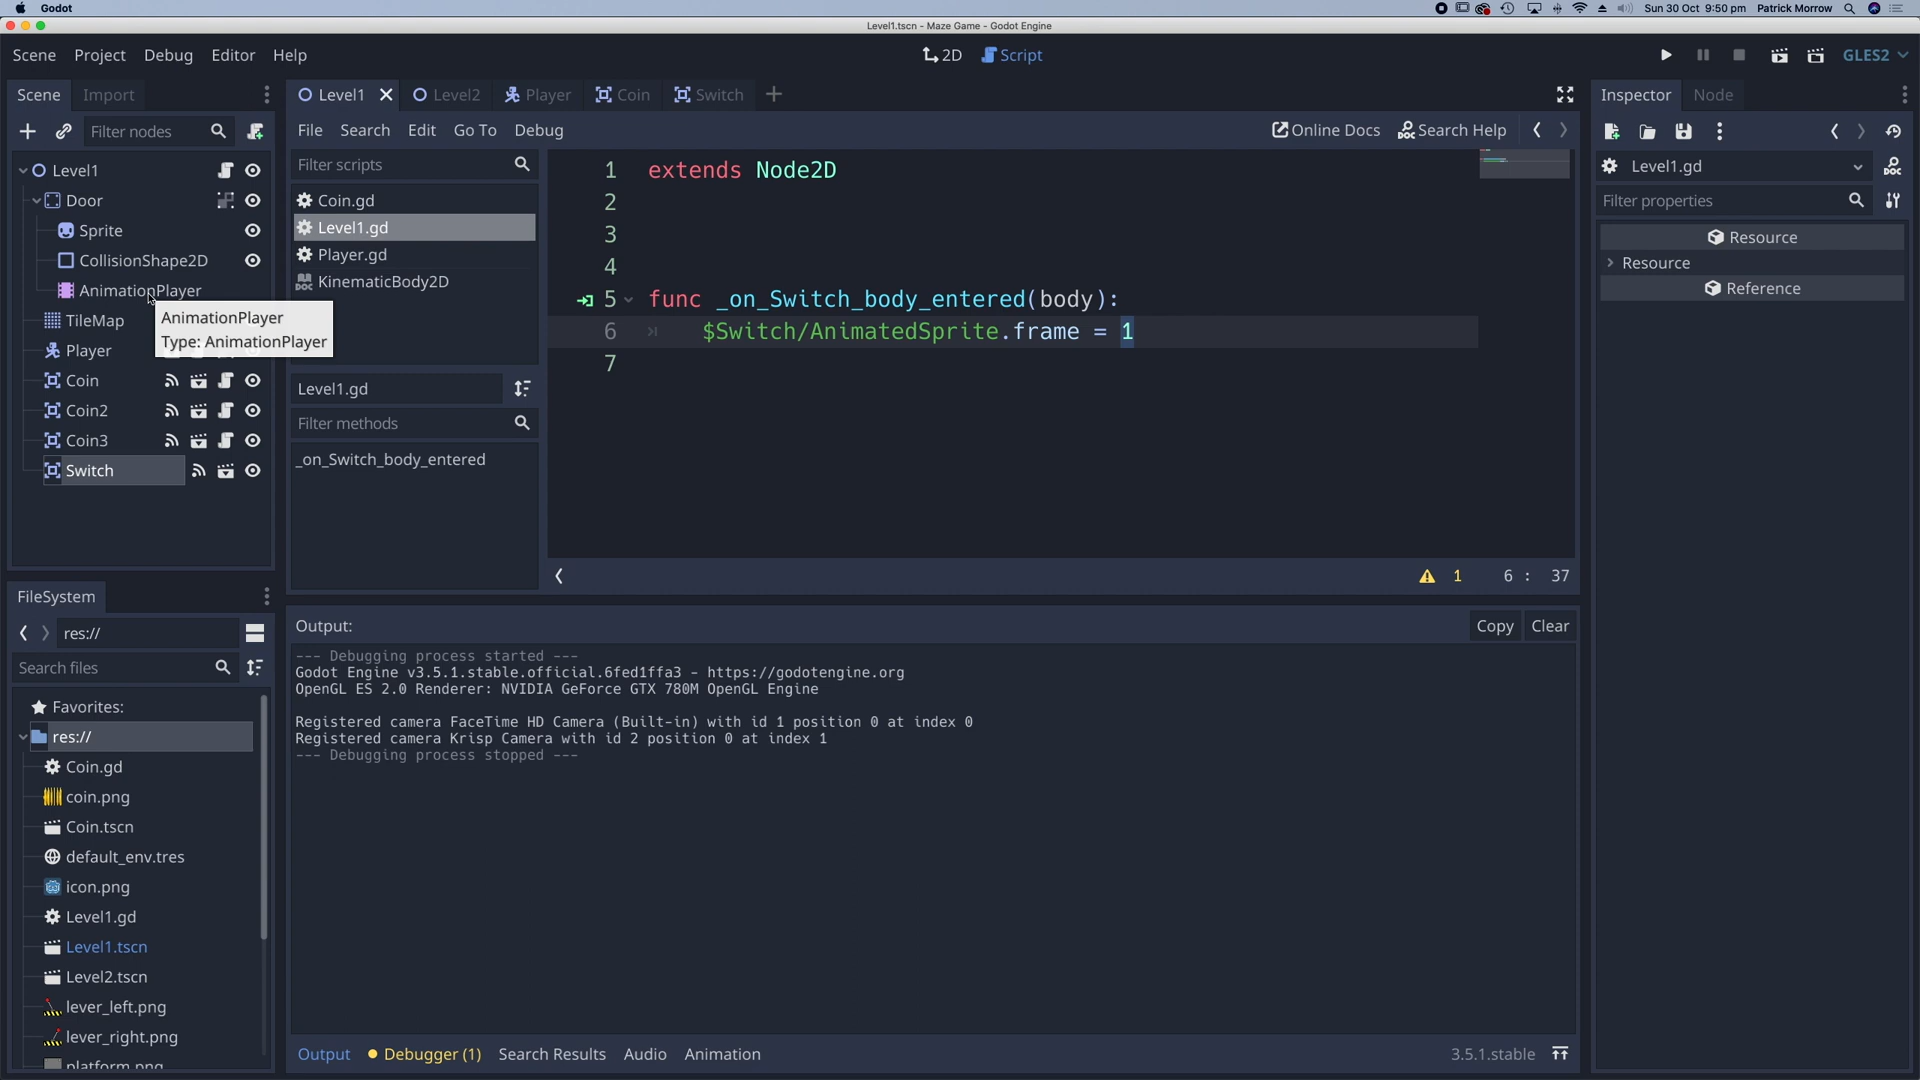 Godot
Sun 30 Oct 9:50 pm Patrick Morrow
Level1.tscn - Maze Game - Godot Engine
Scene Project Debug Editor Help
2D Script
GLES2
Scene Import
Filter nodes
Level1
Door
Sprite
CollisionShape2D
AnimationPlayer
TileMap
Player
Coin
Coin2
Coin3
Switch
AnimationPlayer
Type: AnimationPlayer
Level1 Level2 Player Coin Switch
File Search Edit Go To Debug
Online Docs Search Help
Filter scripts
Coin.gd
Level1.gd
Player.gd
KinematicBody2D
Level1.gd
Filter methods
_on_Switch_body_entered
1 extends Node2D
2
3
4
5 func _on_Switch_body_entered(body):
6 $Switch/AnimatedSprite.frame = 1
7
1 6 : 37
Inspector Node
Level1.gd
Filter properties
Resource
Resource
Reference
FileSystem
res://
Search files
Favorites:
res://
Coin.gd
coin.png
Coin.tscn
default_env.tres
icon.png
Level1.gd
Level1.tscn
Level2.tscn
lever_left.png
lever_right.png
platform.png
Output:
Copy Clear
--- Debugging process started ---
Godot Engine v3.5.1.stable.official.6fed1ffa3 - https://godotengine.org
OpenGL ES 2.0 Renderer: NVIDIA GeForce GTX 780M OpenGL Engine
Registered camera FaceTime HD Camera (Built-in) with id 1 position 0 at index 0
Registered camera Krisp Camera with id 2 position 0 at index 1
--- Debugging process stopped ---
Output Debugger (1) Search Results Audio Animation
3.5.1.stable